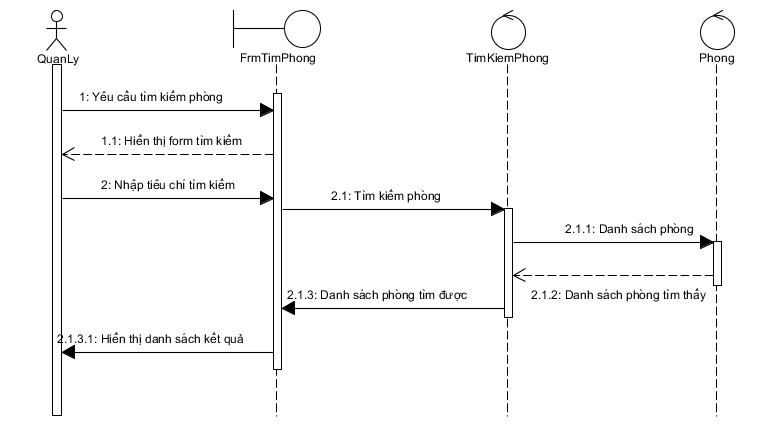 QuanLy
FrmTimPhong
TimKiemPhong
Phong
1: Yêu cầu tìm kiếm phòng
1.1: Hiển thị form tìm kiếm
2: Nhập tiêu chí tìm kiếm
2.1: Tìm kiếm phòng
2.1.1: Danh sách phòng
2.1.2: Danh sách phòng tìm thấy
2.1.3: Danh sách phòng tìm được
2.1.3.1: Hiển thị danh sách kết quả